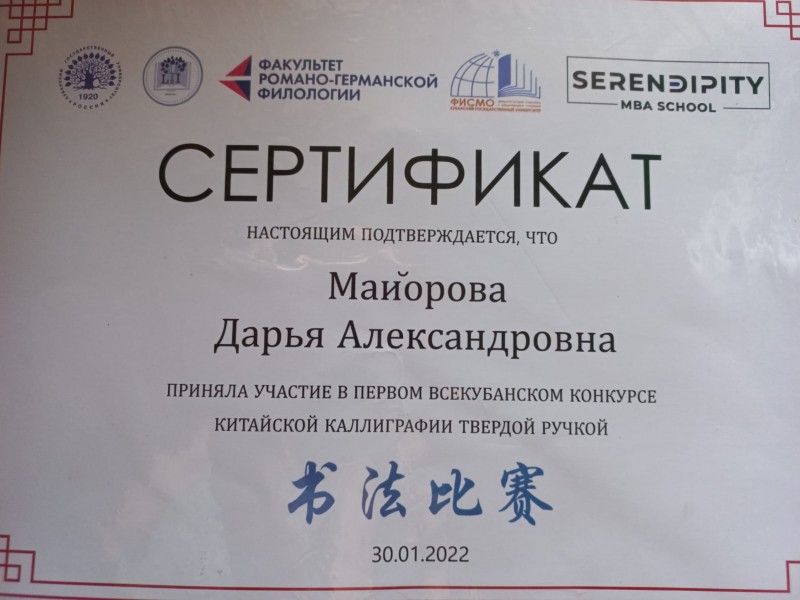 1920
ФАКУЛЬТЕТ
РОМАНО-ГЕРМАНСКОЙ
ФИЛОЛОГИИ
ФИСМО
SERENDIPITY
MBA SCHOOL
СЕРТИФИКАТ
НАСТОЯЩИМ ПОДТВЕРЖДАЕТСЯ, ЧТО
Майорова
Дарья Александровна
ПРИНЯЛА УЧАСТИЕ В ПЕРВОМ ВСЕКУБАНСКОМ КОНКУРСЕ
КИТАЙСКОЙ КАЛЛИГРАФИИ ТВЕРДОЙ РУЧКОЙ
书法比赛
30.01.2022